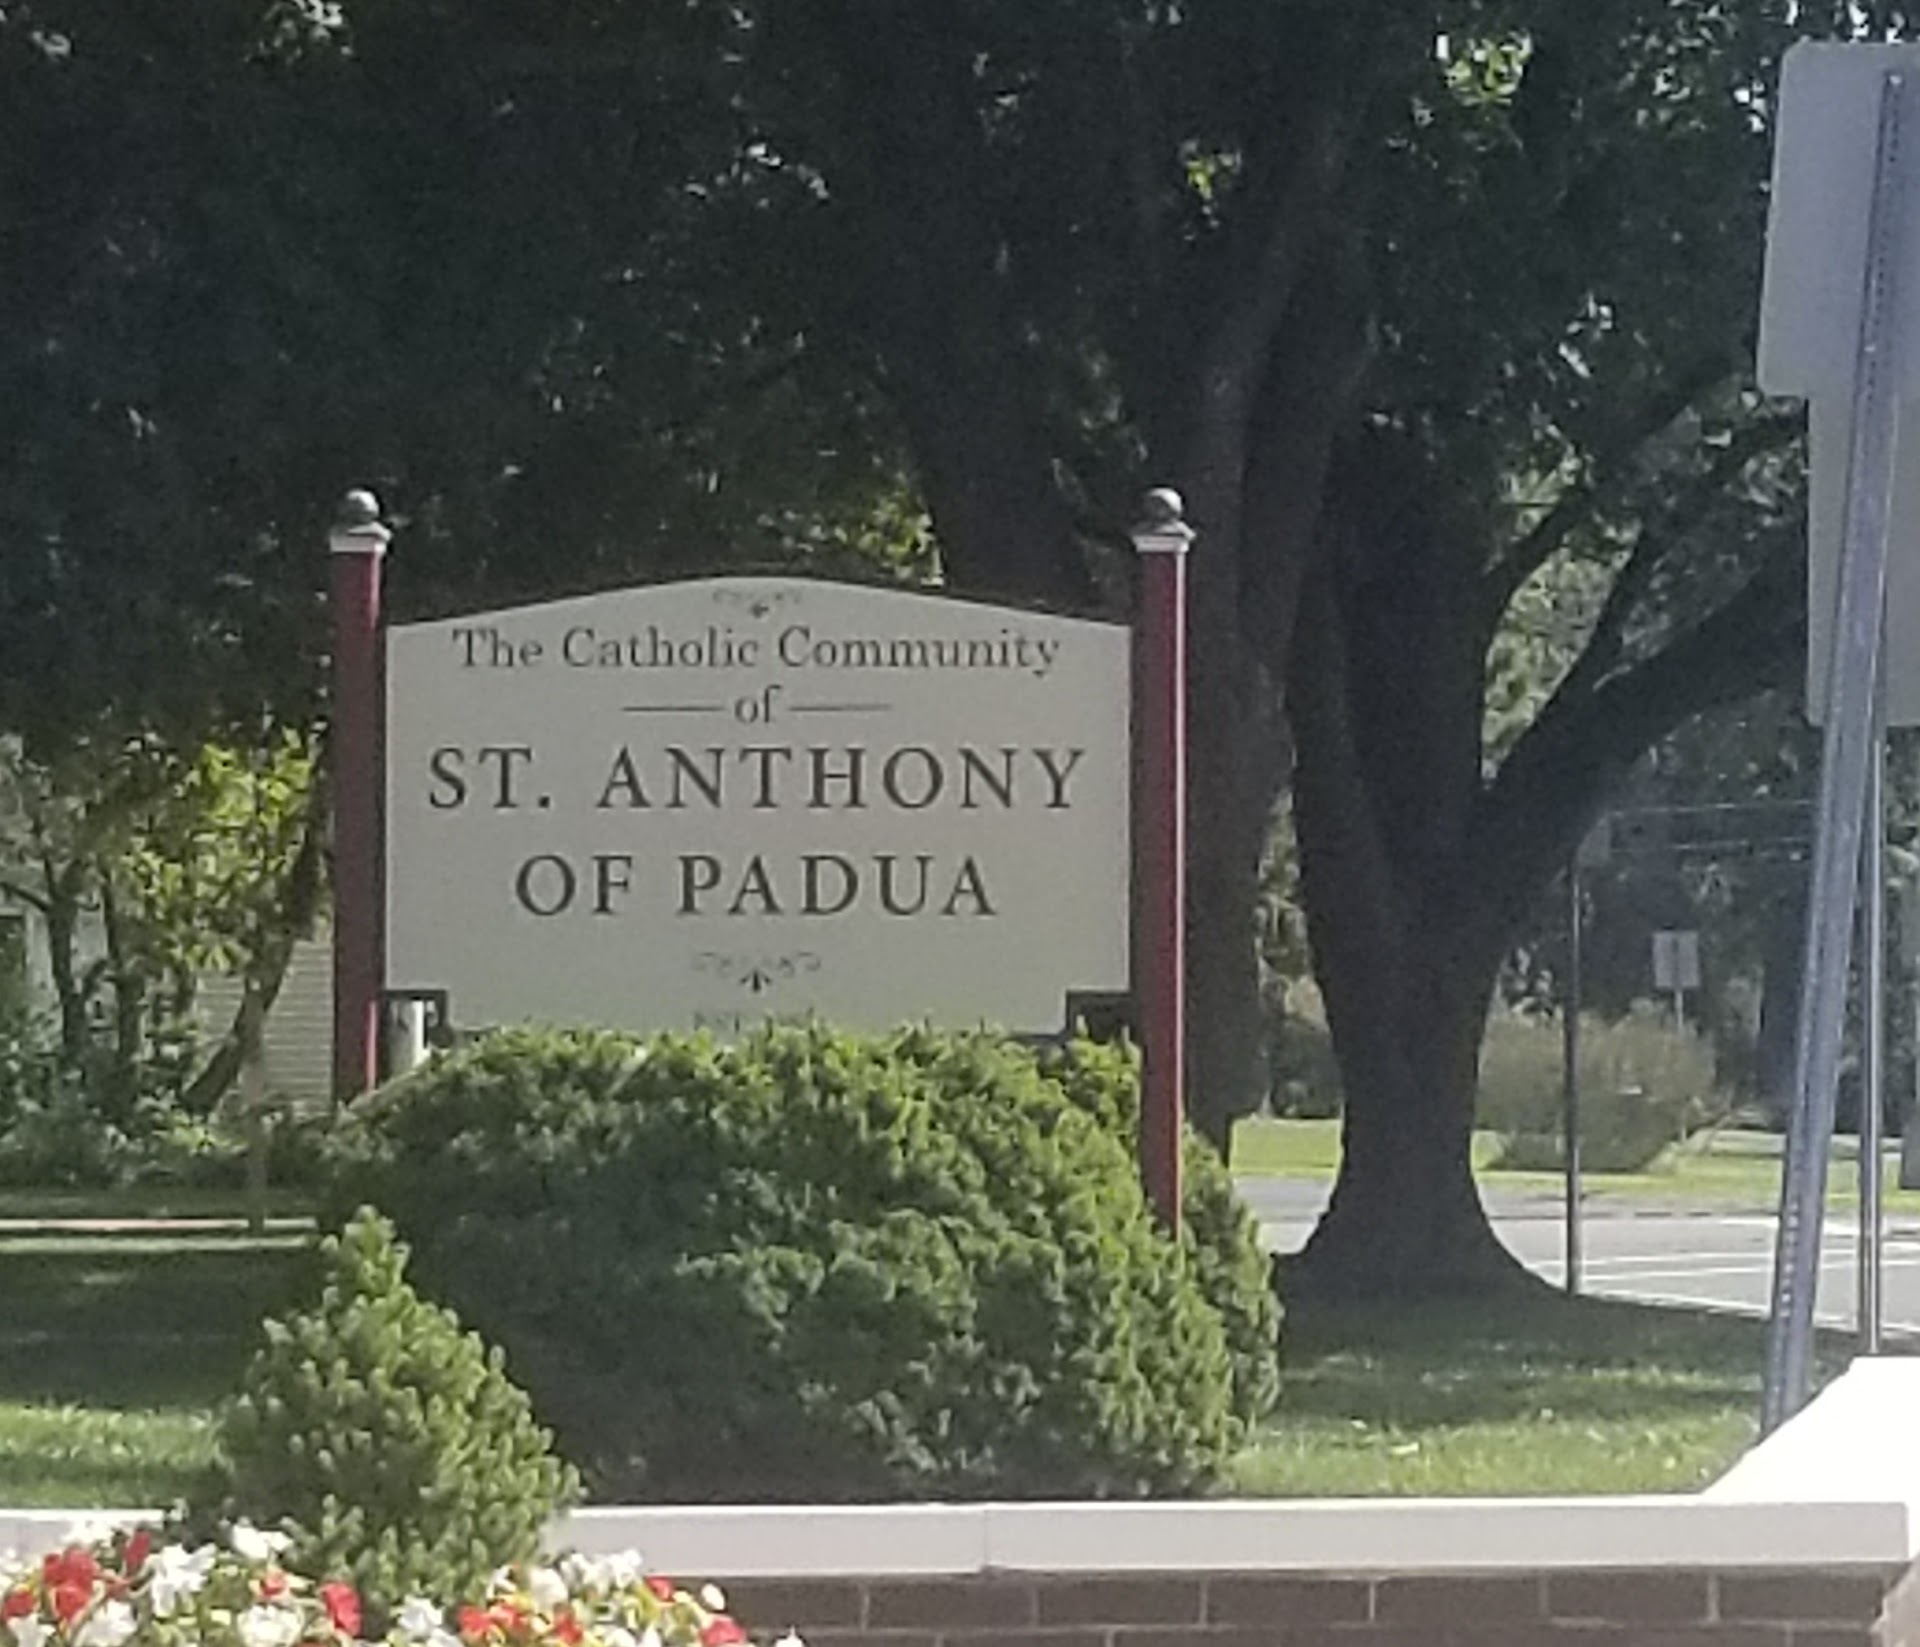 The Catholic Community
of
ST. ANTHONY
OF PADUA